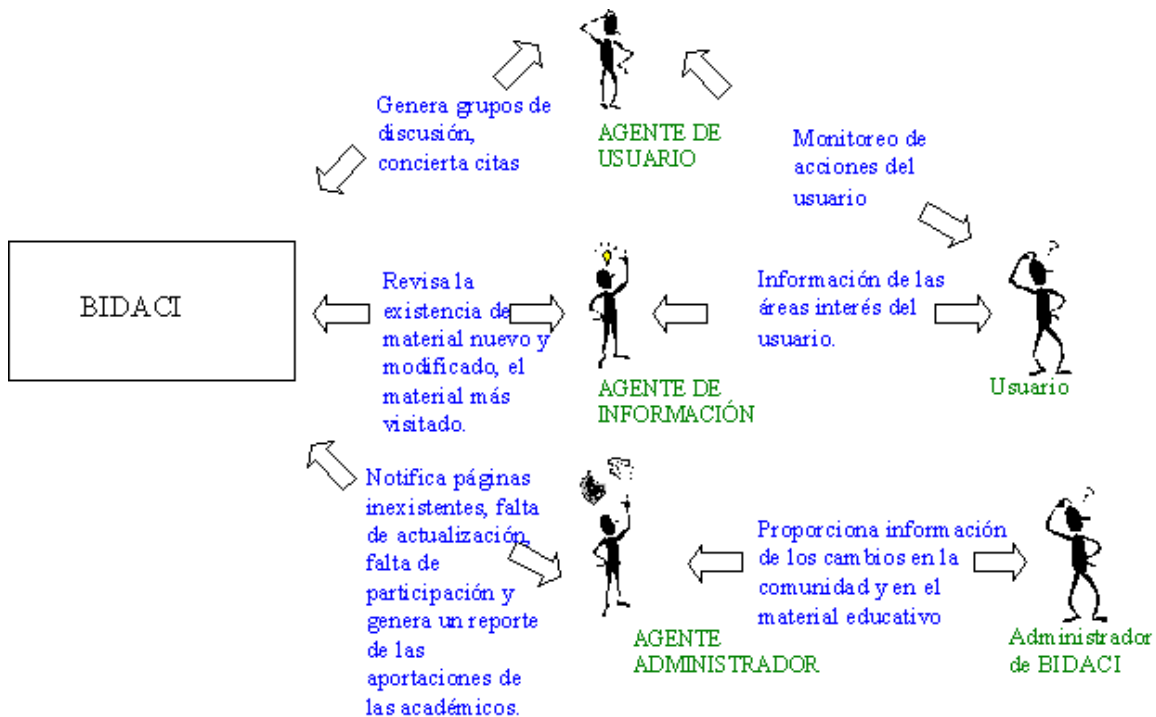 Genera grupos de
discusión,
concierta citas
AGENTE DE
USUARIO
Monitoreo de
acciones del
usuario
BIDACI
Revisa la
existencia de
material nuevo y
modificado, el
material más
visitado.
AGENTE DE
INFORMACIÓN
Información de las
áreas interés del
usuario.
Usuario
Notifica páginas
inexistentes, falta
de actualización,
falta de
participación y
genera un reporte
de las
aportaciones de
las académicos.
AGENTE
ADMINISTRADOR
Proporciona información
de los cambios en la
comunidad y en el
material educativo
Administrador
de BIDACI